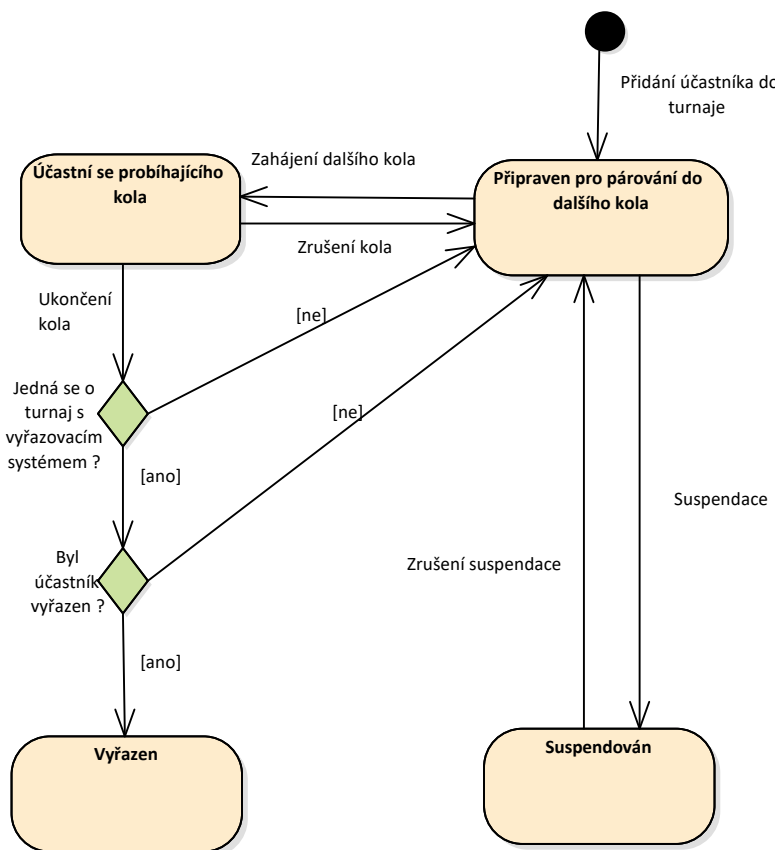 Přidání účastníka do
turnaje
Zahájení dalšího kola
Účastní se probíhajícího
kola
Připraven pro párování do
dalšího kola
Zrušení kola
Ukončení
kola
[ne]
Jedná se o
turnaj s
vyřazovacím
systémem ?
[ne]
[ano]
Suspendace
Byl
účastník
vyřazen ?
Zrušení suspendace
[ano]
Vyřazen
Suspendován